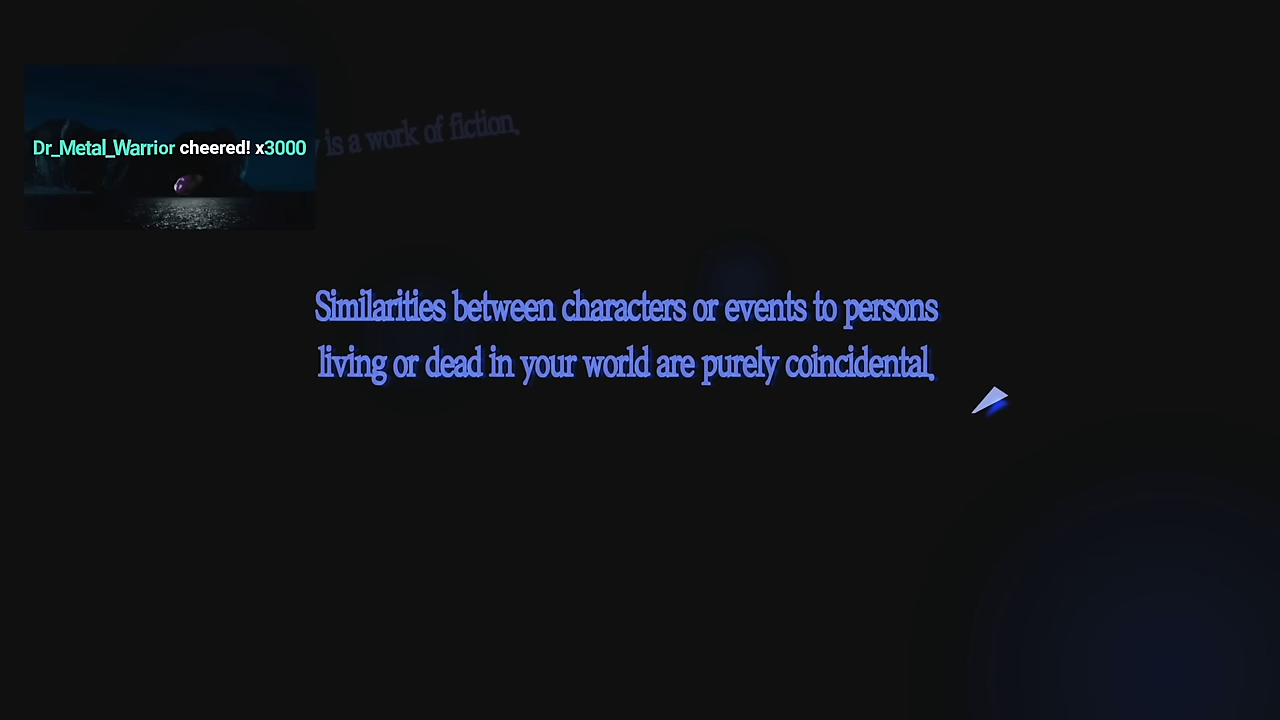 is a work of fiction.
Dr_Metal_Warrior cheered! x3000
Similarities between characters or events to persons
living or dead in your world are purely coincidental.